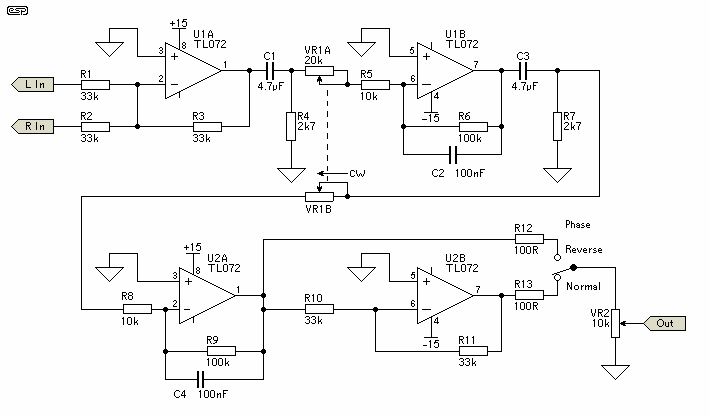 esp
+15
U1A
TL072
3
8
2
1
C1
4.7µF
VR1A
20k
U1B
TL072
5
6
7
4
-15
C3
4.7µF
L In
R1
33k
R In
R2
33k
R3
33k
R4
2k7
R5
10k
R6
100k
C2 100nF
R7
2k7
CW
VR1B
+15
U2A
TL072
3
8
2
1
R8
10k
R9
100k
C4 100nF
R10
33k
U2B
TL072
5
6
7
4
-15
R11
33k
R12
100R
R13
100R
Phase
Reverse
Normal
VR2
10k
Out